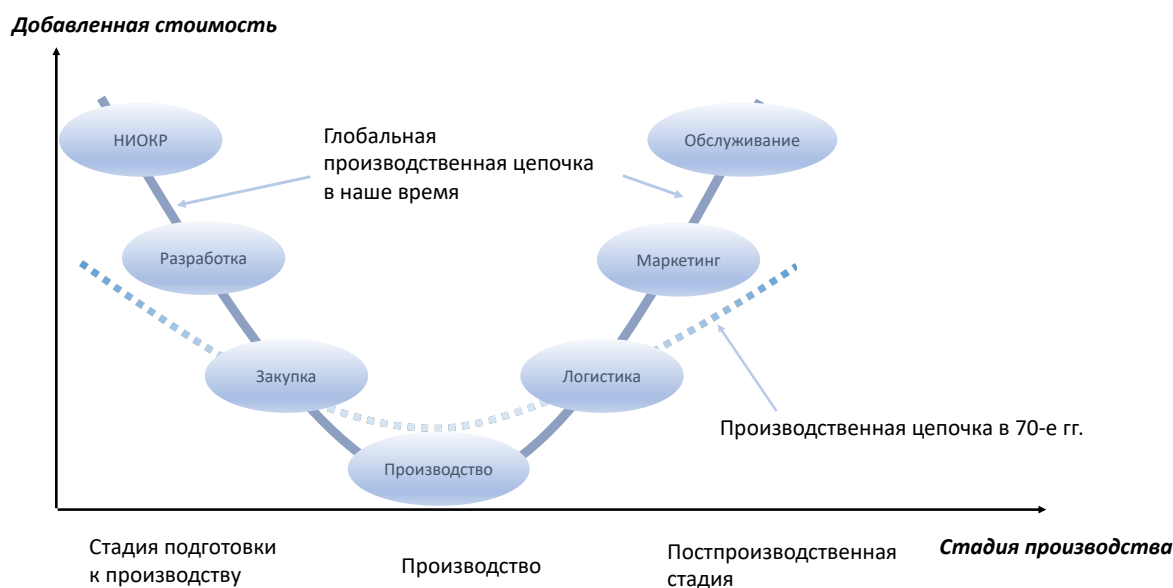 Добавленная стоимость
НИОКР
Глобальная
производственная цепочка
в наше время
Обслуживание
Разработка
Маркетинг
Закупка
Логистика
Производственная цепочка в 70-е гг.
Производство
Стадия подготовки
к производству
Производство
Постпроизводственная
стадия
Стадия производства